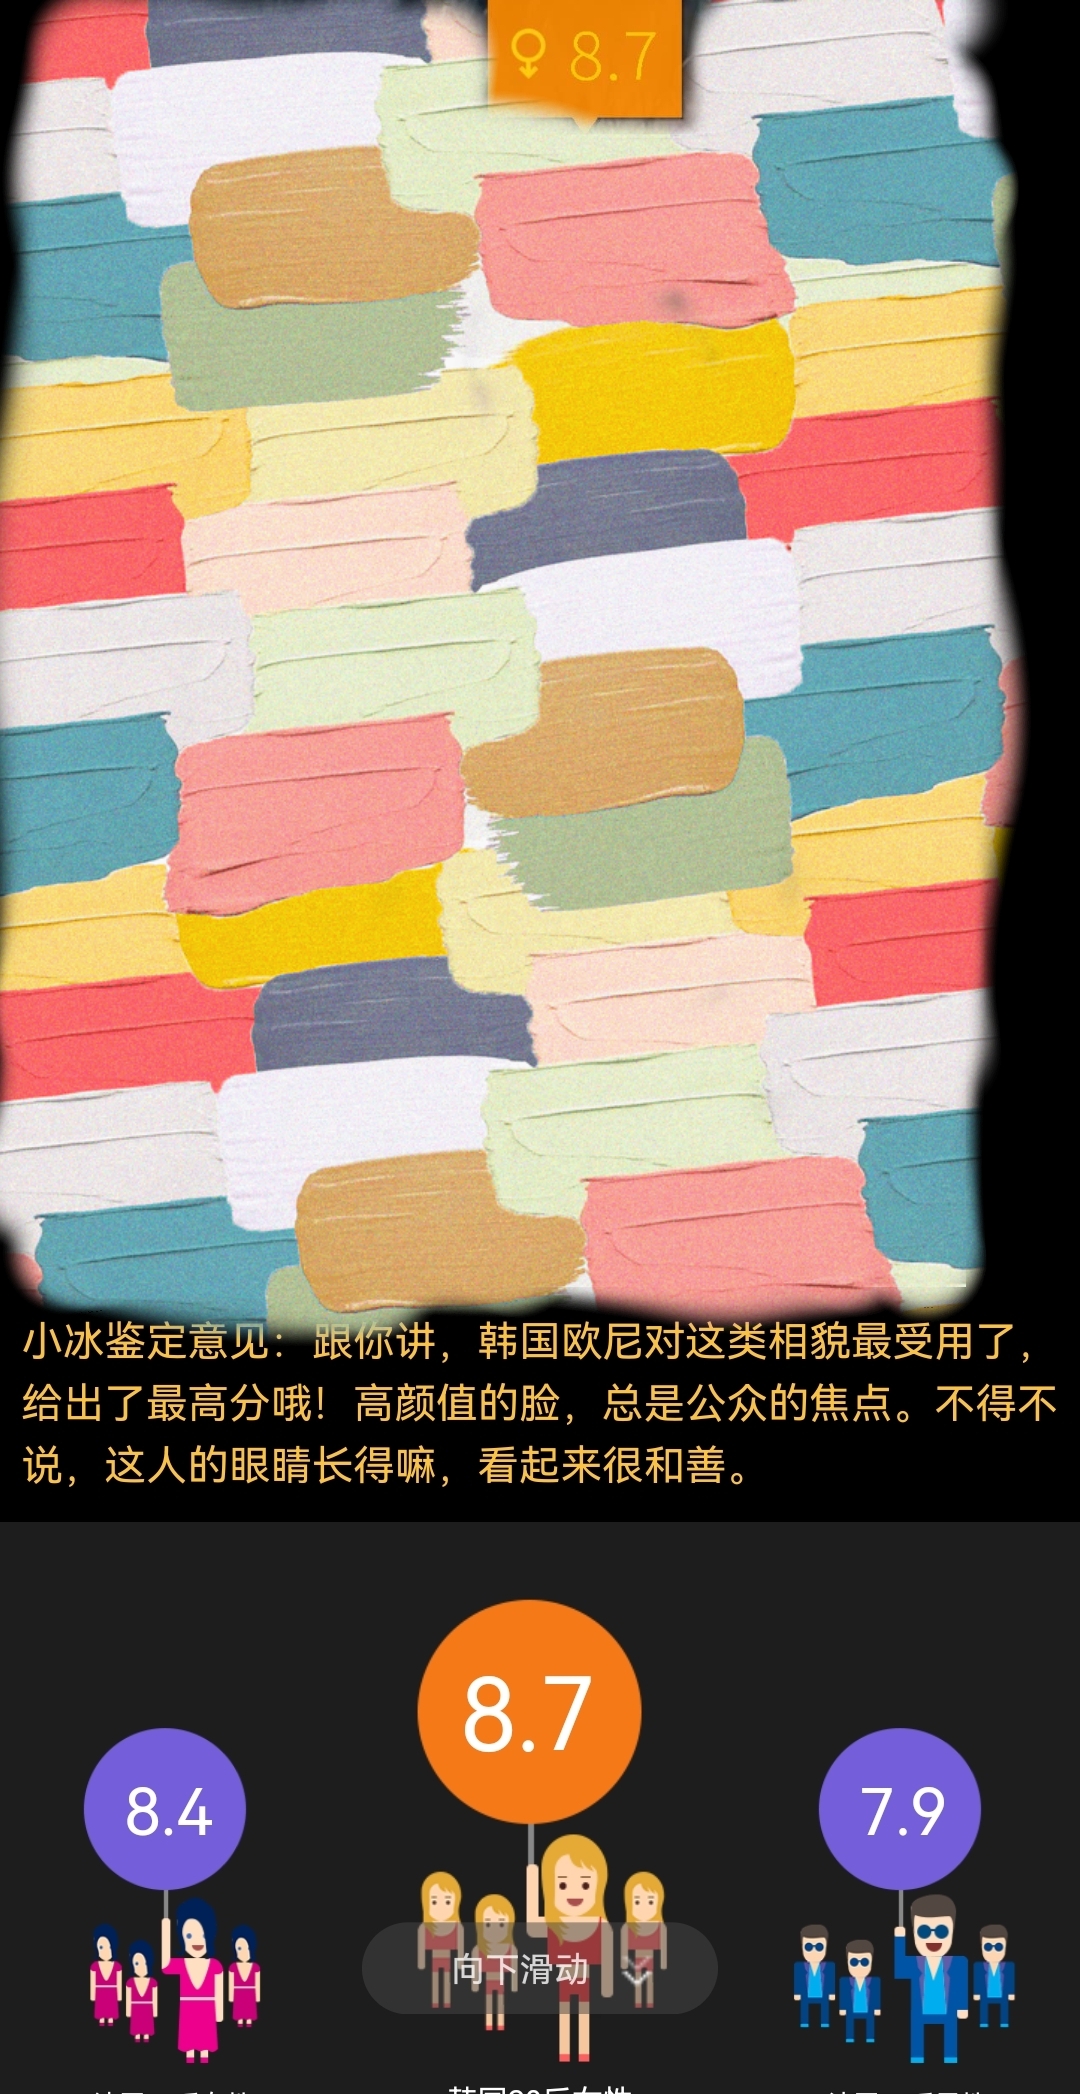 ♀ 8.7
小冰鉴定意见：跟你讲，韩国欧尼对这类相貌最受用了，
给出了最高分哦！高颜值的脸，总是公众的焦点。不得不
说，这人的眼睛长得嘛，看起来很和善。
8.7
8.4
7.9
向下滑动